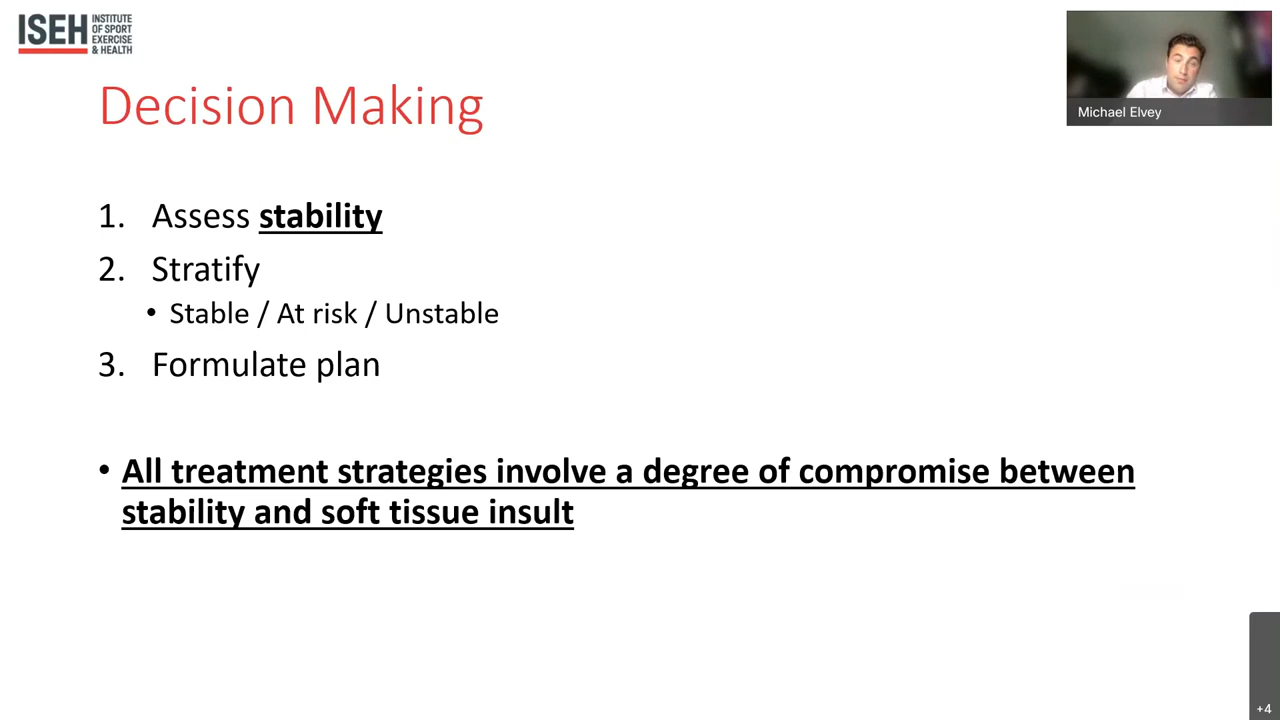 ISEH INSTITUTE
OF SPORT
EXERCISE
& HEALTH
Michael Elvey
Decision Making
1. Assess stability
2. Stratify
• Stable / At risk / Unstable
3. Formulate plan
• All treatment strategies involve a degree of compromise between
stability and soft tissue insult
+4